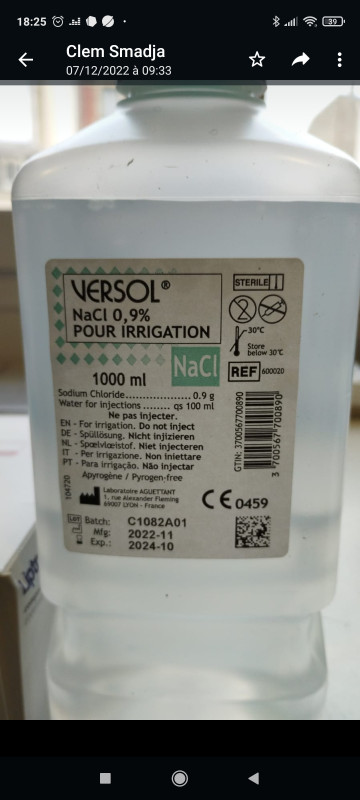 18:25
39
Clem Smadja
07/12/2022 à 09:33
VERSOL®
NaCl 0,9%
POUR IRRIGATION
STERILE
30°C
Store
below 30°C
1000 ml
NaCl
REF 600020
Sodium Chloride .................... 0.9 g
Water for injections ........ qs 100 ml
Ne pas injecter.
EN - For irrigation. Do not inject
DE - Spüllösung. Nicht injizieren
NL - Spœlvlœistof. Niet injecteren
IT - Per irrigazione. Non iniettare
PT - Para irrigação. Não injectar
Apyrogène / Pyrogen-free
GTIN: 3700567700890
3 700567 700890
104720
Laboratoire AGUETTANT
1, rue Alexander Fleming
69007 LYON - France
CE 0459
LOT Batch: C1082A01
Mfg: 2022-11
Exp.: 2024-10